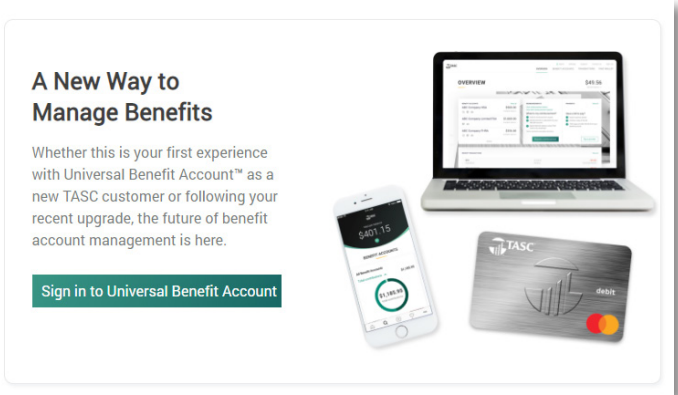 A New Way to
Manage Benefits
Whether this is your first experience
with Universal Benefit Account™ as a
new TASC customer or following your
recent upgrade, the future of benefit
account management is here.
Sign in to Universal Benefit Account
OVERVIEW
$49.56
$401.15
BENEFIT ACCOUNTS
$1,185.95
TASC
debit